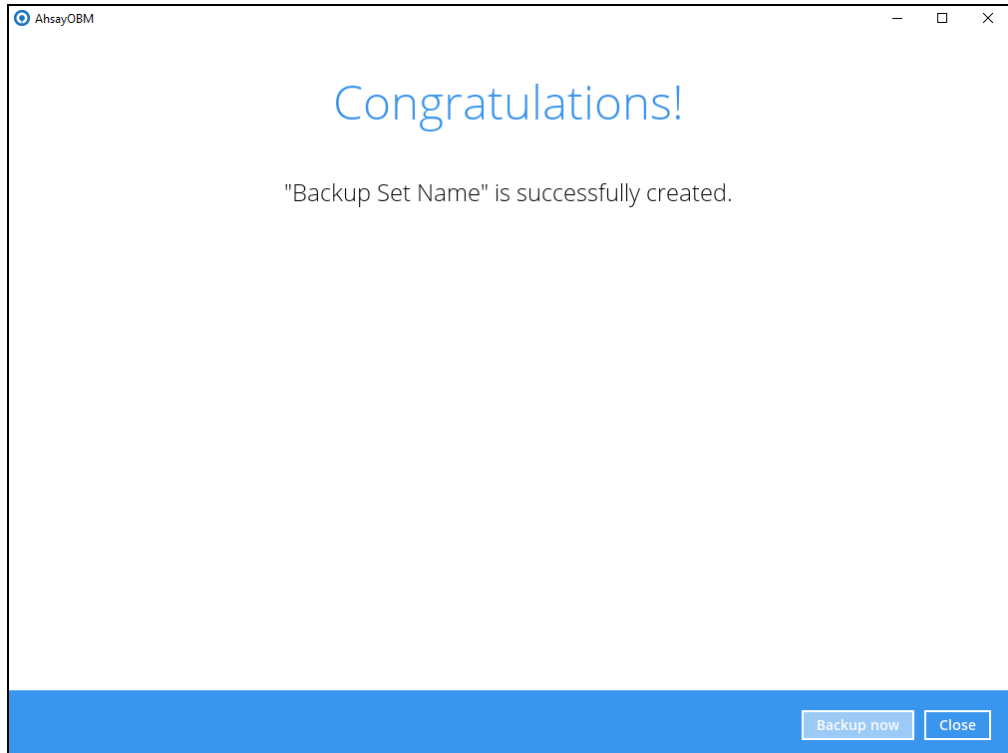 AhsayOBM
Congratulations!
"Backup Set Name" is successfully created.
Backup now
Close